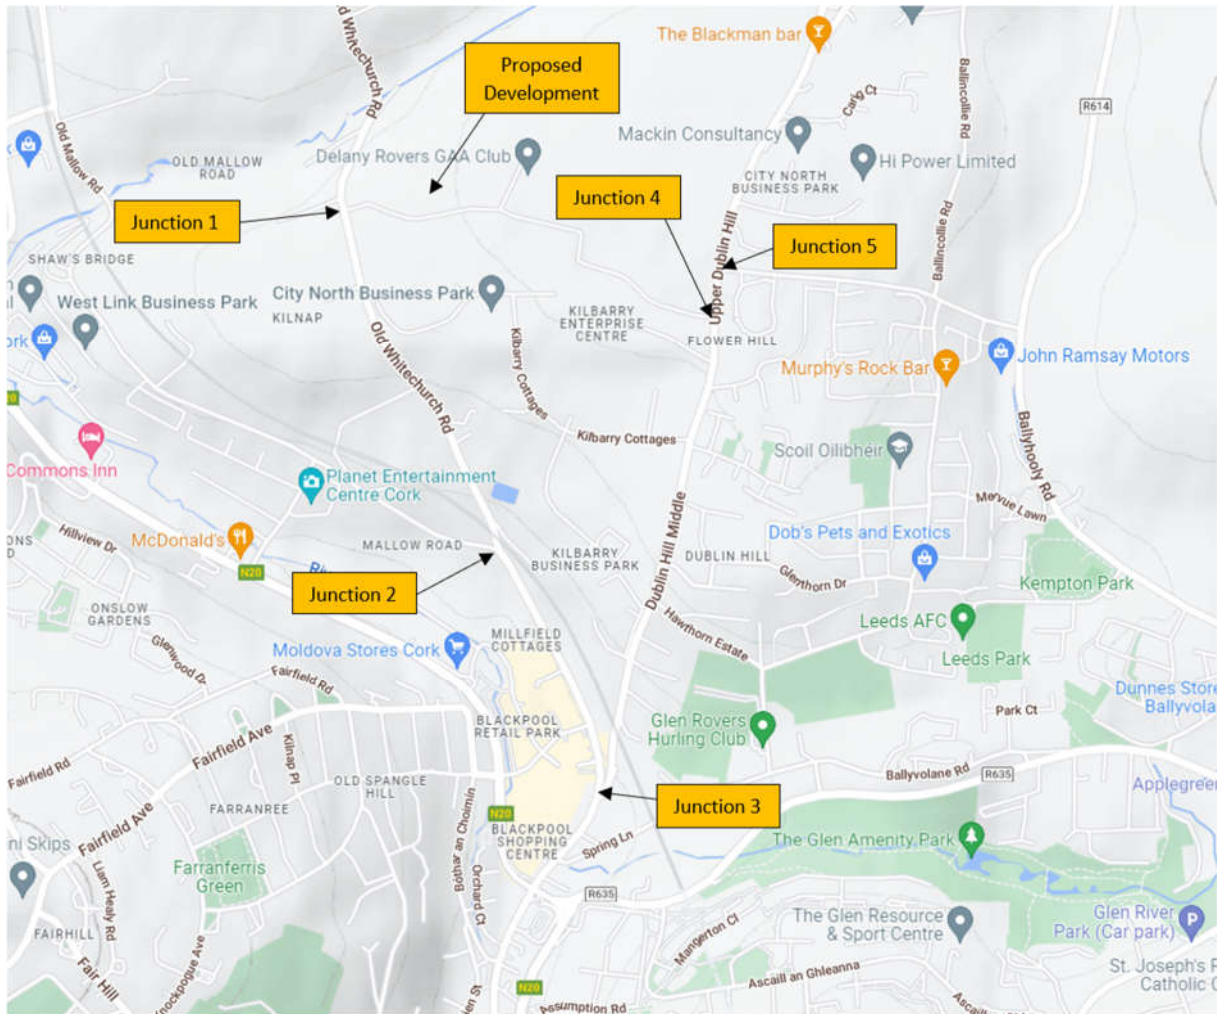 Old Whitechurch Rd
The Blackman bar
Ballincollie Rd
Proposed
Development
Carig Ct
R614
Old Mallow Rd
OLD MALLOW
ROAD
Delany Rovers GAA Club
Mackin Consultancy
Hi Power Limited
CITY NORTH
BUSINESS PARK
Junction 4
Junction 1
Junction 5
Ballincollie Rd
Upper Dublin Hill
SHAW'S BRIDGE
West Link Business Park
City North Business Park
KILNAP
KILBARRY
ENTERPRISE
CENTRE
FLOWER HILL
John Ramsay Motors
Murphy's Rock Bar
Old Whitechurch Rd
Kilbarry Cottages
Kilbarry Cottages
Ballyhooly Rd
Scoil Oilibhéir
Commons Inn
Planet Entertainment
Centre Cork
Mervue Lawn
Hillview Dr
McDonald's
MALLOW ROAD
KILBARRY
BUSINESS PARK
Dublin Hill Middle
DUBLIN HILL
Dob's Pets and Exotics
Glenthorn Dr
Kempton Park
N20
Junction 2
ONSLOW
GARDENS
Glenwood Dr
Moldova Stores Cork
MILLFIELD
COTTAGES
Hawthorn Estate
Leeds AFC
Leeds Park
Fairfield Rd
Dunnes Store
Ballyvola
Park Ct
Fairfield Ave
Kilnap Pl
BLACKPOOL
RETAIL PARK
Glen Rovers
Hurling Club
Fairfield Rd
OLD SPANGLE
HILL
Ballyvolane Rd
R635
Applegreen
FARRANREE
Junction 3
Fairfield Ave
N20
BLACKPOOL
SHOPPING
CENTRE
Spring Ln
The Glen Amenity Park
ni Skips
Liam Healy Rd
Farranferris
Green
Bóthar an Choimin
Orchard Ct
R635
FAIRHILL
Fair Hill
Knockpogue Ave
Mangerton Cl
The Glen Resource
& Sport Centre
Glen River
Park (Car park)
St. Joseph's
Catholic
Ascaill an Ghleanna
N20
Assumption Rd